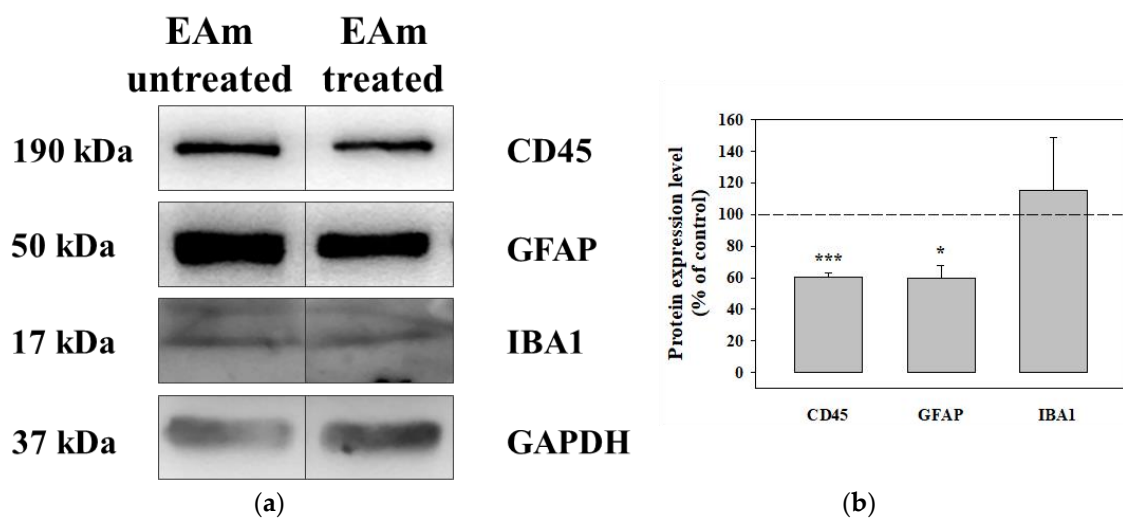 EAm EAm
untreated treated
190 kDa CD45
50 kDa GFAP
17 kDa IBA1
37 kDa GAPDH
(a)
Protein expression level
(% of control)
160
140
120
100
80
60
40
20
0
*** *
CD45 GFAP IBA1
(b)